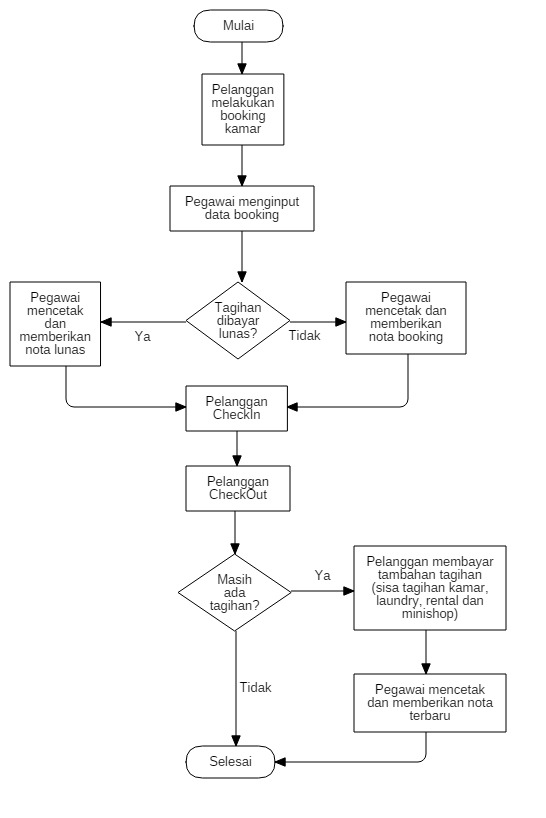 Mulai
Pelanggan
melakukan
booking
kamar
Pegawai menginput
data booking
Tagihan
dibayar
lunas?
Ya
Tidak
Pegawai
mencetak
dan
memberikan
nota lunas
Pegawai
mencetak dan
memberikan
nota booking
Pelanggan
CheckIn
Pelanggan
CheckOut
Masih
ada
tagihan?
Ya
Pelanggan membayar
tambahan tagihan
(sisa tagihan kamar,
laundry, rental dan
minishop)
Tidak
Pegawai mencetak
dan memberikan nota
terbaru
Selesai